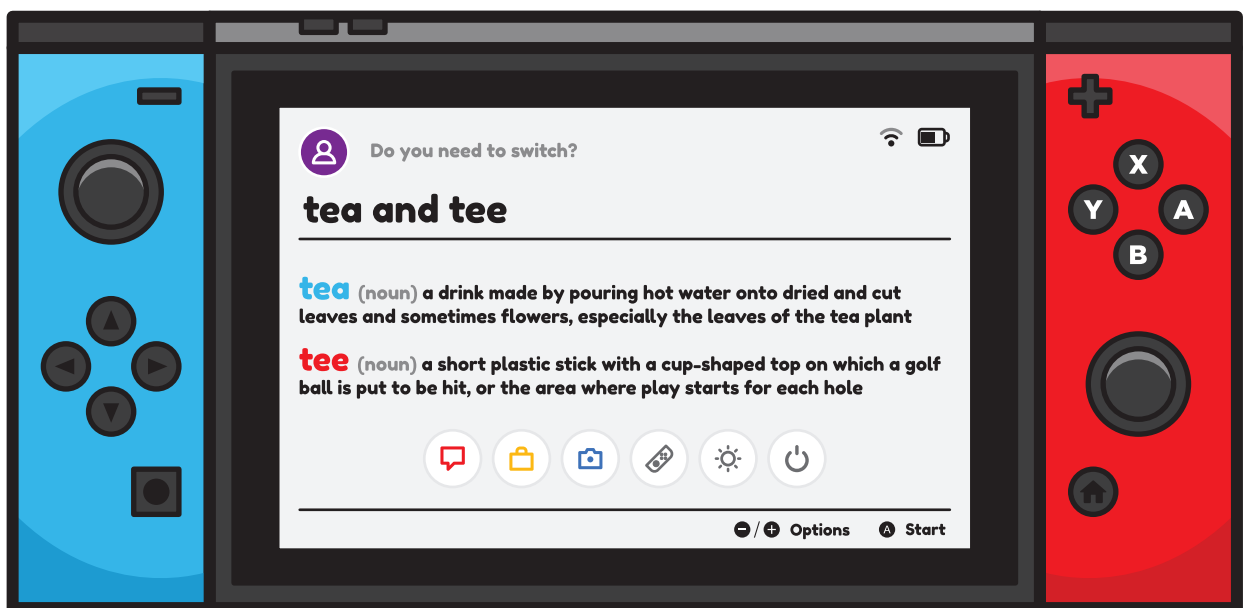 Do you need to switch?
tea and tee
tea (noun) a drink made by pouring hot water onto dried and cut
leaves and sometimes flowers, especially the leaves of the tea plant
tee (noun) a short plastic stick with a cup-shaped top on which a golf
ball is put to be hit, or the area where play starts for each hole
/ Options A Start
X
Y A
B